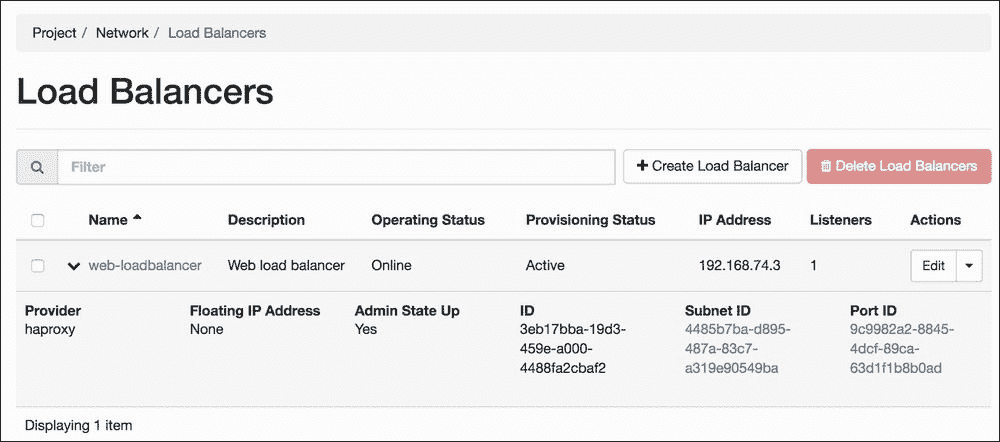 Project / Network / Load Balancers
Load Balancers
Filter
Create Load Balancer
Delete Load Balancers
Name Description Operating Status Provisioning Status IP Address Listeners Actions
web-loadbalancer Web load balancer Online Active 192.168.74.3 1 Edit
Provider Floating IP Address Admin State Up ID Subnet ID Port ID
haproxy None Yes 3eb17bba-19d3- 4485b7ba-d895- 9c9982a2-8845-
459e-a000- 487a-83c7- 4dcf-89ca-
4488fa2cbaf2 a319e90549ba 63d1f1b8b0ad
Displaying 1 item